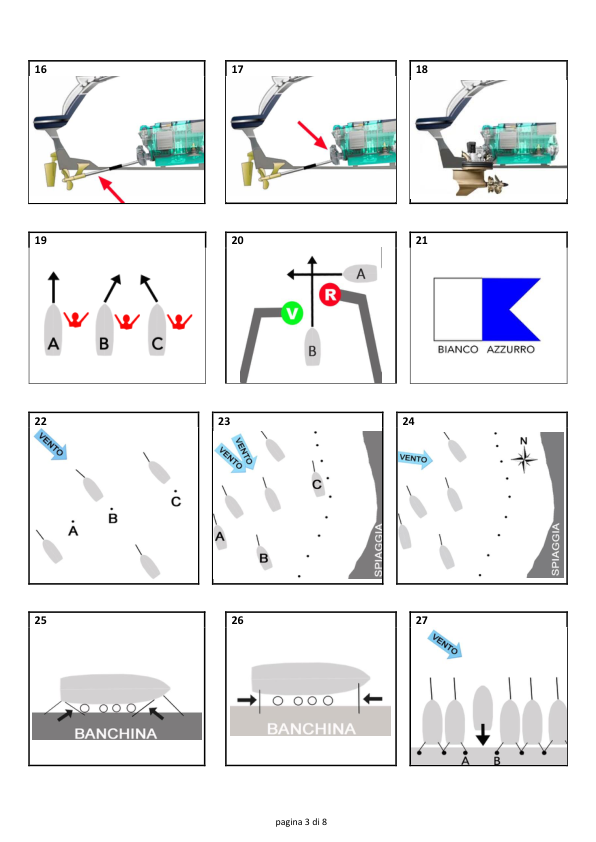 16
17
18
19
A
B
C
20
A
R
V
B
21
BIANCO AZZURRO
22
VENTO
A
B
C
23
VENTO
VENTO
A
B
C
SPIAGGIA
24
VENTO
N
SPIAGGIA
25
BANCHINA
26
BANCHINA
27
VENTO
A B
pagina 3 di 8